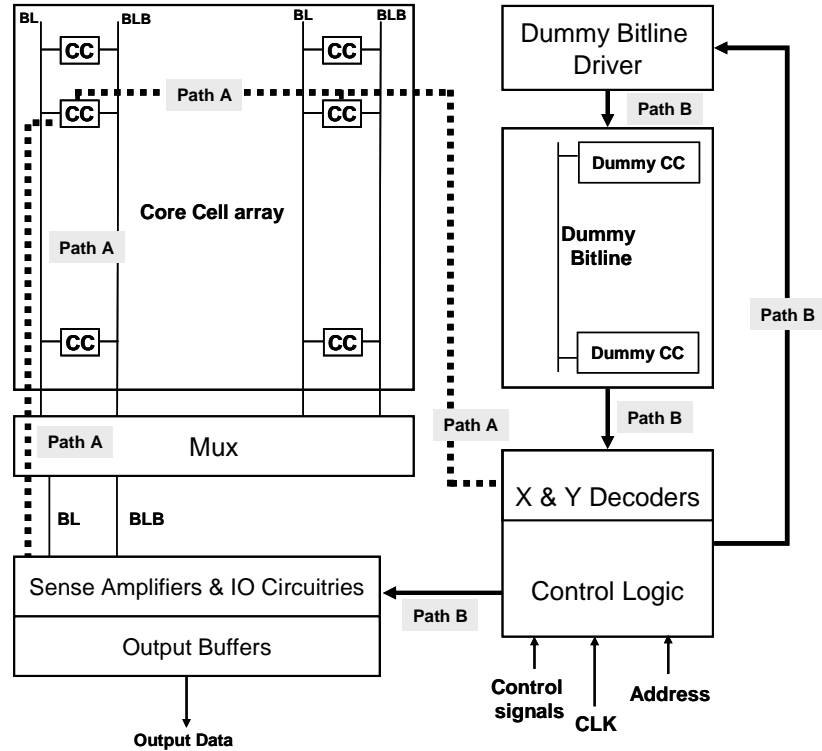 BL
BLB
BL
BLB
CC
CC
Path A
CC
CC
Core Cell array
Path A
CC
CC
Path A
Mux
BL
BLB
Sense Amplifiers & IO Circuitries
Output Buffers
Output Data
Dummy Bitline
Driver
Path B
Dummy CC
Dummy
Bitline
Dummy CC
Path B
Path B
Path A
X & Y Decoders
Control Logic
Path B
Control
signals
CLK
Address